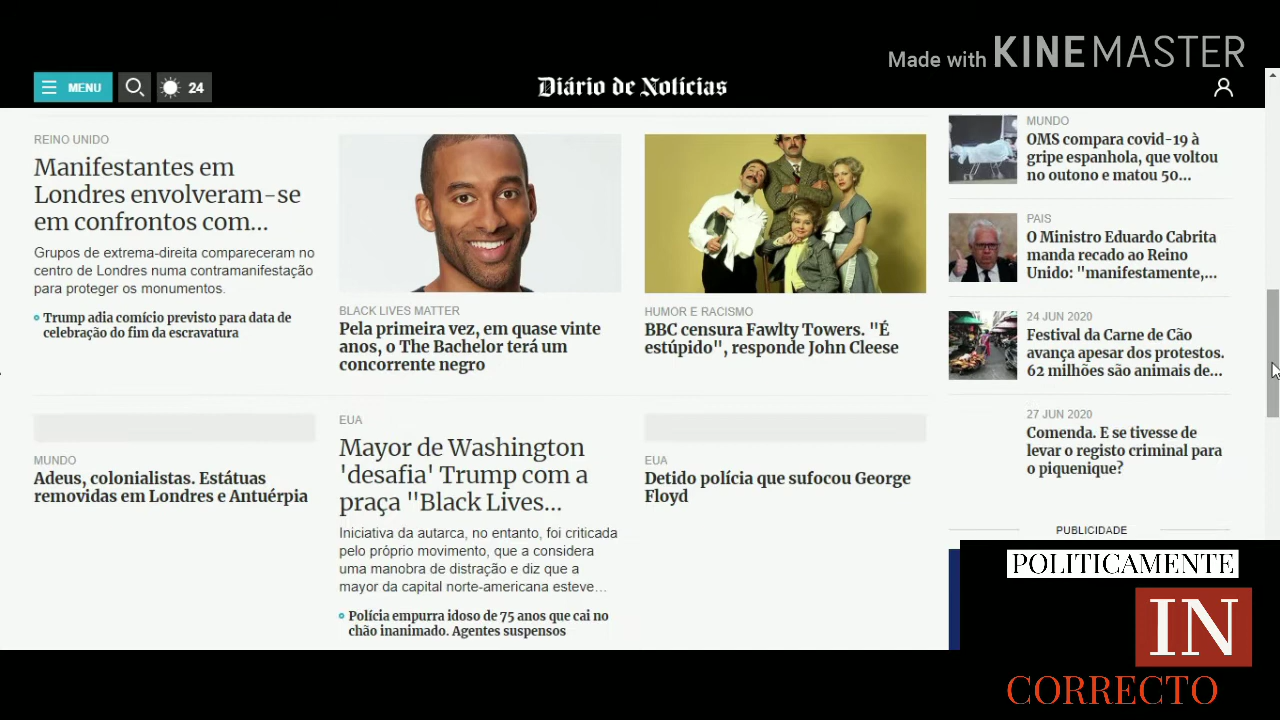 Made with KINEMASTER
MENU
24
Diário de Notícias
REINO UNIDO
Manifestantes em
Londres envolveram-se
em confrontos com...
Grupos de extrema-direita compareceram no
centro de Londres numa contramanifestação
para proteger os monumentos.
Trump adia comício previsto para data de
celebração do fim da escravatura
BLACK LIVES MATTER
Pela primeira vez, em quase vinte
anos, o The Bachelor terá um
concorrente negro
HUMOR E RACISMO
BBC censura Fawlty Towers. "É
estúpido", responde John Cleese
MUNDO
Adeus, colonialistas. Estátuas
removidas em Londres e Antuérpia
EUA
Mayor de Washington
'desafia' Trump com a
praça "Black Lives...
Iniciativa da autarca, no entanto, foi criticada
pelo próprio movimento, que a considera
uma manobra de distração e diz que a
mayor da capital norte-americana esteve...
Polícia empurra idoso de 75 anos que cai no
chão inanimado. Agentes suspensos
EUA
Detido polícia que sufocou George
Floyd
MUNDO
OMS compara covid-19 à
gripe espanhola, que voltou
no outono e matou 50...
PAIS
O Ministro Eduardo Cabrita
manda recado ao Reino
Unido: "manifestamente,...
24 JUN 2020
Festival da Carne de Cão
avança apesar dos protestos.
62 milhões são animais de...
27 JUN 2020
Comenda. E se tivesse de
levar o registo criminal para
o piquenique?
PUBLICIDADE
POLITICAMENTE
IN
CORRECTO